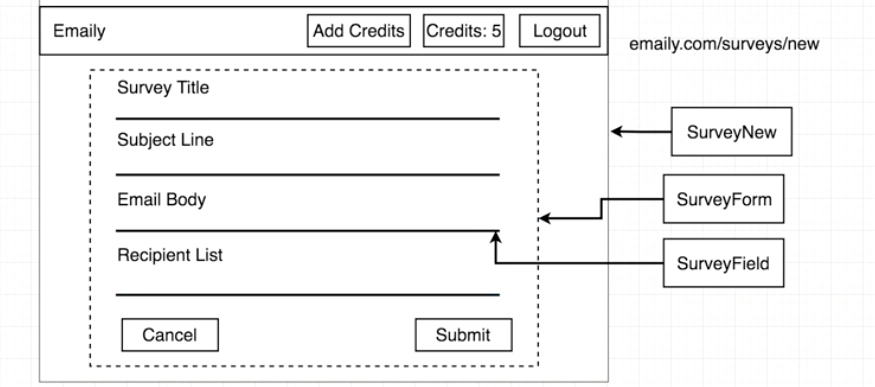 Emaily
Add Credits
Credits: 5
Logout
emaily.com/surveys/new
Survey Title
SurveyNew
Subject Line
Email Body
SurveyForm
Recipient List
SurveyField
Cancel
Submit